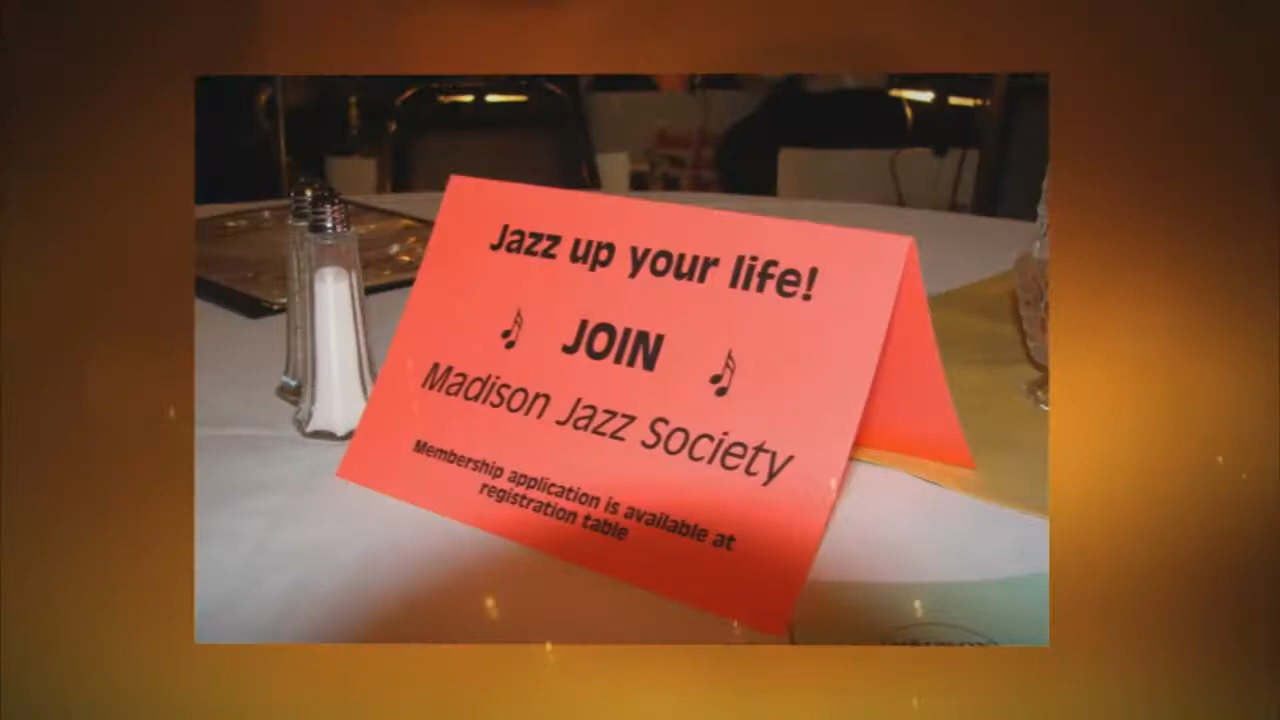 Jazz up your life!
JOIN
Madison Jazz Society
Membership application is available at
registration table